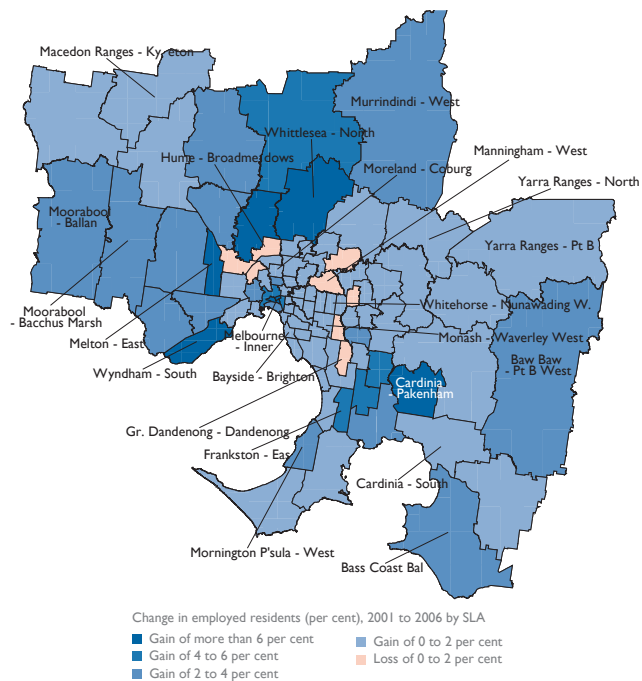 Macedon Ranges - Ky. eton
Murrindindi - West
Whittlesea - North
Hume - Broadmeadows
Manningham - West
Moreland - Coburg
Yarra Ranges - North
Moorabool
- Ballan
Yarra Ranges - Pt B
Moorabool
- Bacchus Marsh
Whitehorse - Nunawading W.
Melton - East
Melbourne
- Inner
Monash - Waverley West
Wyndham - South
Bayside - Brighton
Baw Baw
- Pt B West
Cardinia
- Pakenham
Gr. Dandenong - Dandenong
Frankston - Eas
Cardinia - South
Mornington P'sula - West
Bass Coast Bal
Change in employed residents (per cent), 2001 to 2006 by SLA
Gain of more than 6 per cent
Gain of 4 to 6 per cent
Gain of 2 to 4 per cent
Gain of 0 to 2 per cent
Loss of 0 to 2 per cent